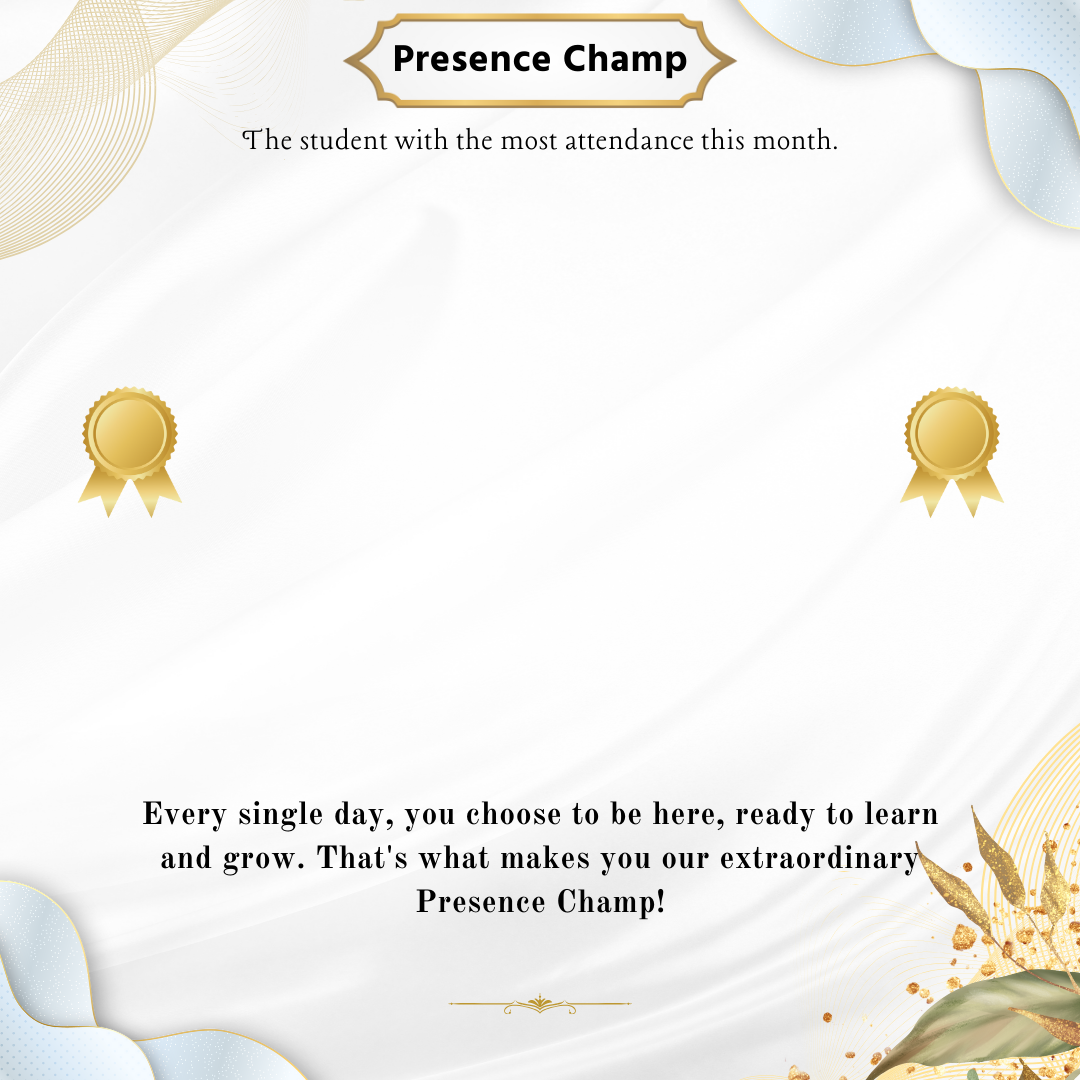 Presence Champ
The student with the most attendance this month.
Every single day, you choose to be here, ready to learn
and grow. That's what makes you our extraordinary
Presence Champ!